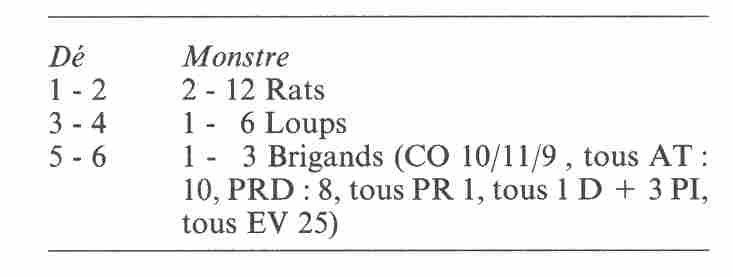 Dé Monstre
1 - 2 2 - 12 Rats
3 - 4 1 - 6 Loups
5 - 6 1 - 3 Brigands (CO 10/11/9 , tous AT :
10, PRD : 8, tous PR 1, tous 1 D + 3 PI,
tous EV 25)